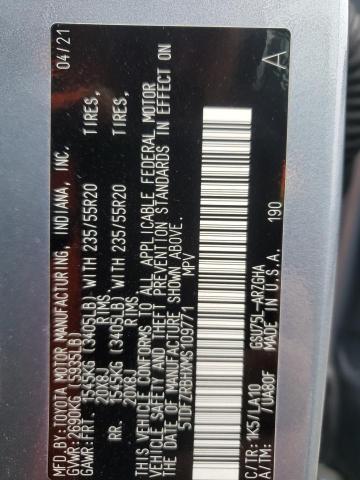 MFD.BY:TOYOTA MOTOR MANUFACTURING, INDIANA, INC. 04/21
GVWR:2690KG (5935LB)
GAWR:FRT. 1545KG (3405LB) WITH 235/55R20 TIRES,
20X8J RIMS
RR. 1545KG (3405LB) WITH 235/55R20 TIRES,
20X8J RIMS
THIS VEHICLE CONFORMS TO ALL APPLICABLE FEDERAL MOTOR
VEHICLE SAFETY, BUMPER, AND THEFT PREVENTION STANDARDS IN EFFECT ON
THE DATE OF MANUFACTURE SHOWN ABOVE.
5TDFZRBHXMS109771 MPV
A
190
C/TR: 1K5/LA10 GSU75L-ARZGHA
A/TM: /UA80F MADE IN U.S.A.